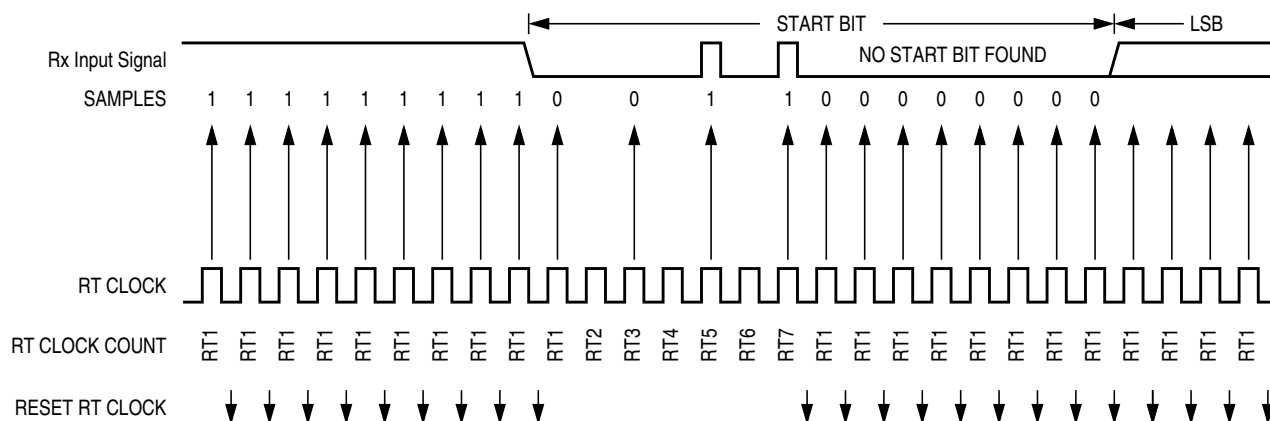 START BIT LSB
Rx Input Signal NO START BIT FOUND
SAMPLES 1 1 1 1 1 1 1 1 1 0 0 1 1 0 0 0 0 0 0 0 0
RT CLOCK
RT CLOCK COUNT RT1 RT1 RT1 RT1 RT1 RT1 RT1 RT1 RT1 RT1 RT2 RT3 RT4 RT5 RT6 RT7 RT1 RT1 RT1 RT1 RT1 RT1 RT1 RT1 RT1 RT1 RT1 RT1
RESET RT CLOCK